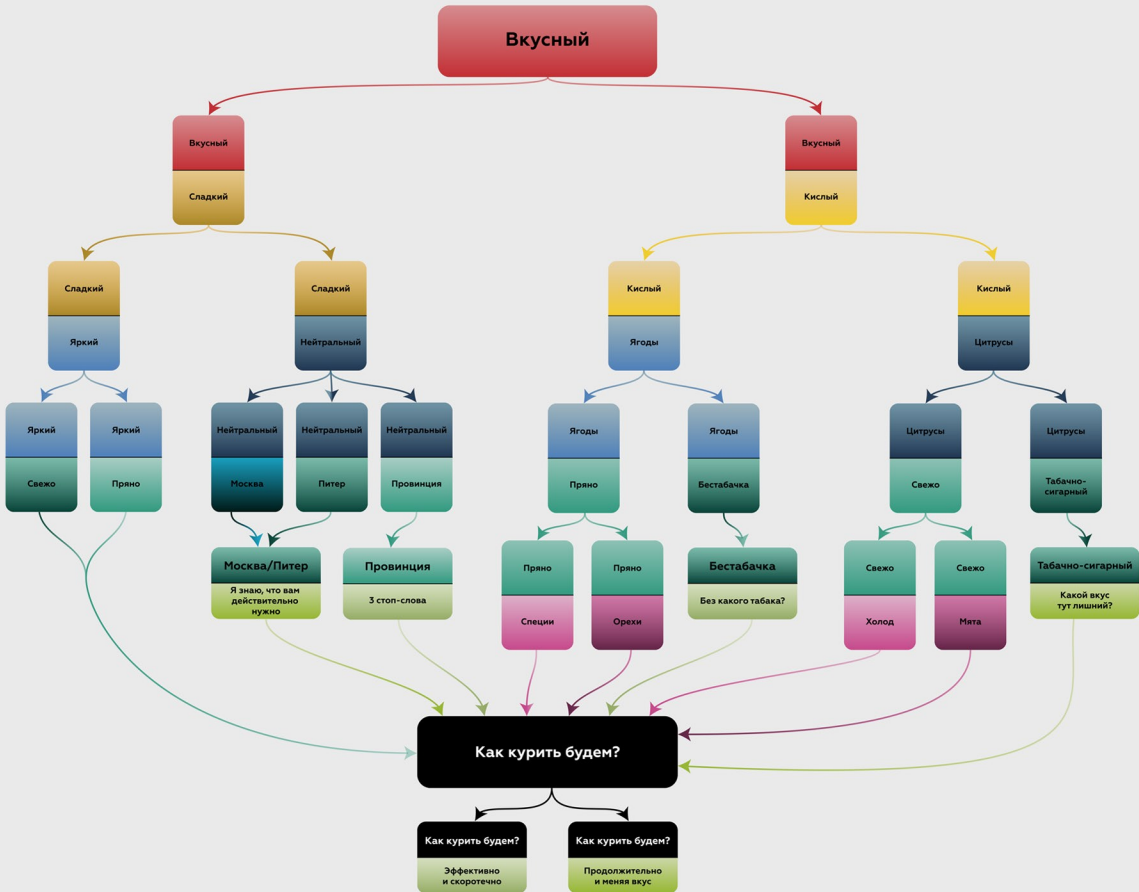 Вкусный
Вкусный
Вкусный
Сладкий
Кислый
Сладкий
Сладкий
Кислый
Кислый
Яркий
Нейтральный
Ягоды
Цитрусы
Яркий
Яркий
Нейтральный
Нейтральный
Нейтральный
Ягоды
Ягоды
Цитрусы
Цитрусы
Свежо
Пряно
Москва
Питер
Провинция
Пряно
Бестабачка
Свежо
Табачно-
сигарный
Москва/Питер
Я знаю, что вам
действительно
нужно
Провинция
3 стоп-слова
Пряно
Пряно
Специи
Орехи
Бестабачка
Без какого табака?
Свежо
Свежо
Холод
Мята
Табачно-сигарный
Какой вкус
тут лишний?
Как курить будем?
Как курить будем?
Эффективно
и скоротечно
Как курить будем?
Продолжительно
и меняя вкус